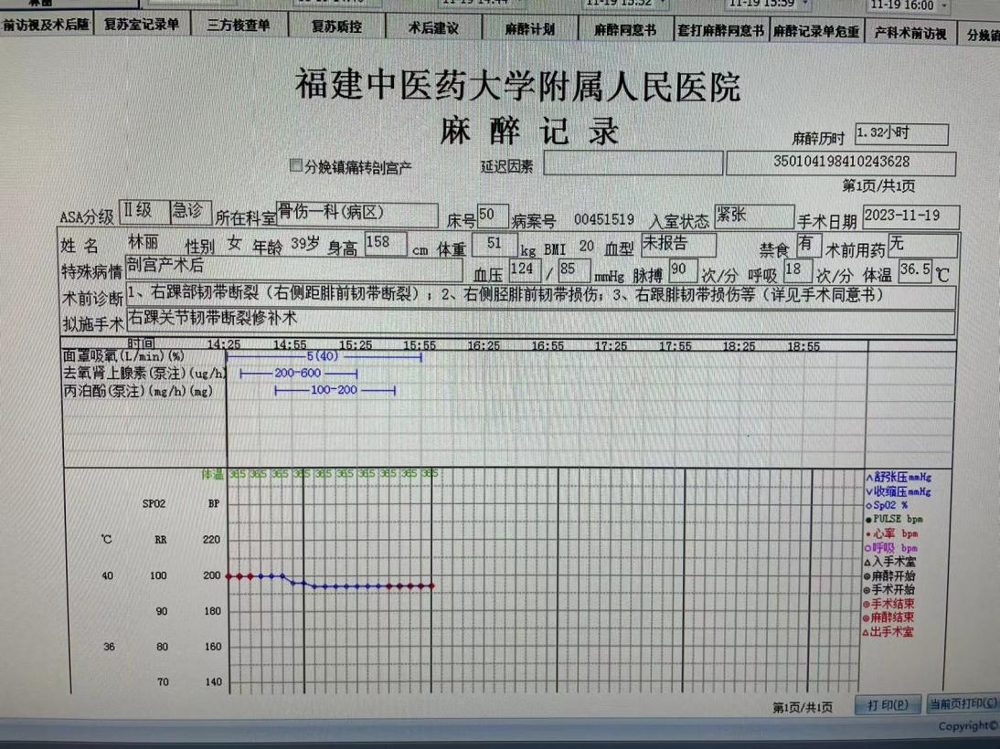 11-19 16:00
前访视及术后随 复苏室记录单 三方核查单 复苏质控 术后建议 麻醉计划 麻醉同意书 套打麻醉同意书 麻醉记录单危重 产科术前访视 分娩镇
福建中医药大学附属人民医院
麻醉记录
麻醉历时 1.32小时
分娩镇痛转剖宫产 延迟因素 350104198410243628
第1页/共1页
ASA分级 II级 急诊 所在科室 骨伤一科(病区) 床号 50 病案号 00451519 入室状态 紧张 手术日期 2023-11-19
姓名 林丽 性别 女 年龄 39岁 身高 158 cm 体重 51 kg BMI 20 血型 未报告 禁食 有 术前用药 无
特殊病情 剖宫产术后 血压 124 / 85 mmHg 脉搏 90 次/分 呼吸 18 次/分 体温 36.5 ℃
术前诊断 1、右踝部韧带断裂（右侧距腓前韧带断裂）；2、右侧胫腓前韧带损伤；3、右跟腓韧带损伤等（详见手术同意书）
拟施手术 右踝关节韧带断裂修补术
时间 14:25 14:55 15:25 15:55 16:25 16:55 17:25 17:55 18:25 18:55
面罩吸氧(L/min)(%) 5(40)
去氧肾上腺素(泵注)(ug/h) 200-600
丙泊酚(泵注)(mg/h)(mg) 100-200
体温 36.5 36.5 36.5 36.5 36.5 36.5 36.5 36.5 36.5 36.5
∧舒张压mmHg
∨收缩压mmHg
SPO2 BP ◇SpO2 %
●PULSE bpm
℃ RR 220 •心率 bpm
○呼吸 bpm
△入手术室
40 100 200 ⊚麻醉开始
⊚手术开始
⊚手术结束
90 180 ⊚麻醉结束
△出手术室
36 80 160
70 140
第1页/共1页 打印(P) 当前页打印(C)
Copyright©